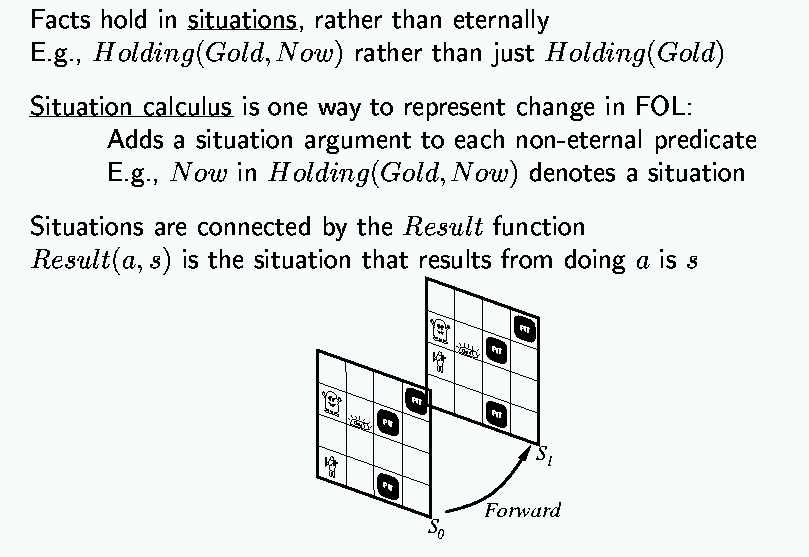 Facts hold in situations, rather than eternally
E.g., Holding(Gold, Now) rather than just Holding(Gold)
Situation calculus is one way to represent change in FOL:
Adds a situation argument to each non-eternal predicate
E.g., Now in Holding(Gold, Now) denotes a situation
Situations are connected by the Result function
Result(a, s) is the situation that results from doing a is s
PIT
PIT
PIT
PIT
PIT
PIT
S1
Forward
S0